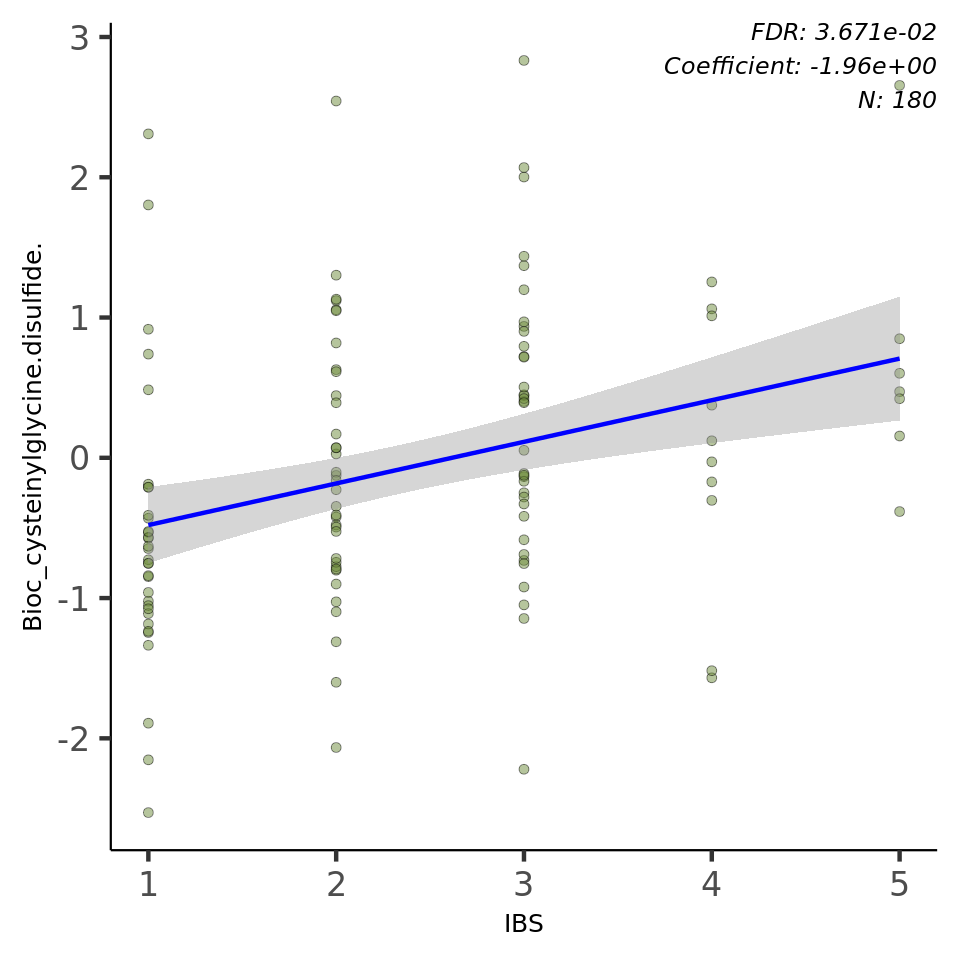 FDR: 3.671e-02
Coefficient: -1.96e+00
N: 180
3
2
1
0
-1
-2
Bioc_cysteinylglycine.disulfide.
1 2 3 4 5
IBS